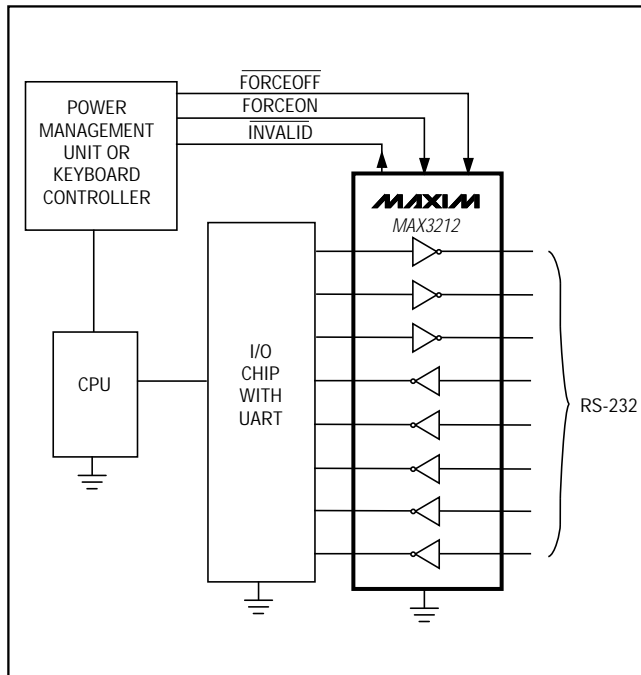 FORCEOFF
FORCEON
INVALID
POWER
MANAGEMENT
UNIT OR
KEYBOARD
CONTROLLER
MAXIM
MAX3212
I/O
CHIP
WITH
UART
CPU
RS-232